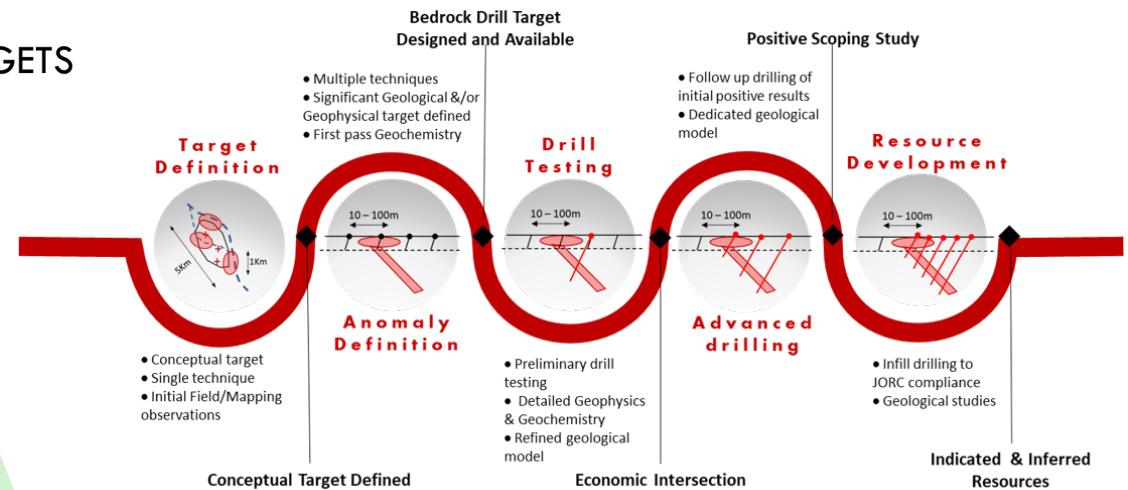 GETS
Bedrock Drill Target
Designed and Available
Positive Scoping Study
• Multiple techniques
• Significant Geological &/or
Geophysical target defined
• First pass Geochemistry
• Follow up drilling of
initial positive results
• Dedicated geological
model
Target
Definition
Drill
Testing
Resource
Development
5Km
1Km
10 – 100m
10 – 100m
10 – 100m
10 – 100m
Anomaly
Definition
Advanced
drilling
• Conceptual target
• Single technique
• Initial Field/Mapping
observations
• Preliminary drill
testing
• Detailed Geophysics
& Geochemistry
• Refined geological
model
• Infill drilling to
JORC compliance
• Geological studies
Conceptual Target Defined
Economic Intersection
Indicated & Inferred
Resources